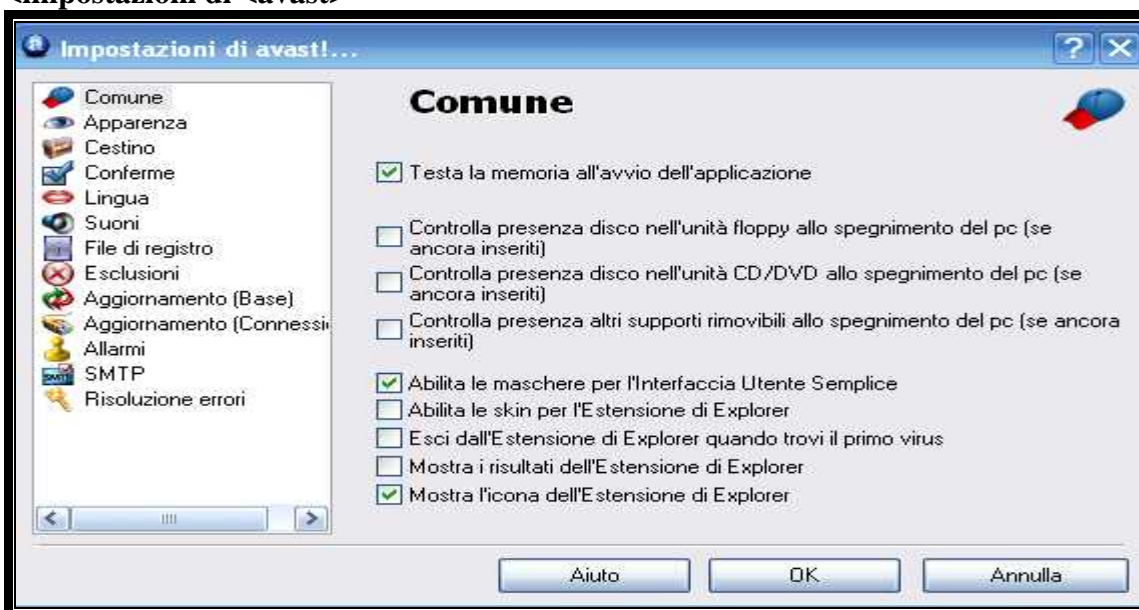 <impostazioni di <avast>
Impostazioni di avast!...
Comune
Apparenza
Cestino
Conferme
Lingua
Suoni
File di registro
Esclusioni
Aggiornamento (Base)
Aggiornamento (Connessi
Allarmi
SMTP
Risoluzione errori
Comune
Testa la memoria all'avvio dell'applicazione
Controlla presenza disco nell'unità floppy allo spegnimento del pc (se
ancora inseriti)
Controlla presenza disco nell'unità CD/DVD allo spegnimento del pc (se
ancora inseriti)
Controlla presenza altri supporti rimovibili allo spegnimento del pc (se ancora
inseriti)
Abilita le maschere per l'Interfaccia Utente Semplice
Abilita le skin per l'Estensione di Explorer
Esci dall'Estensione di Explorer quando trovi il primo virus
Mostra i risultati dell'Estensione di Explorer
Mostra l'icona dell'Estensione di Explorer
Aiuto
OK
Annulla